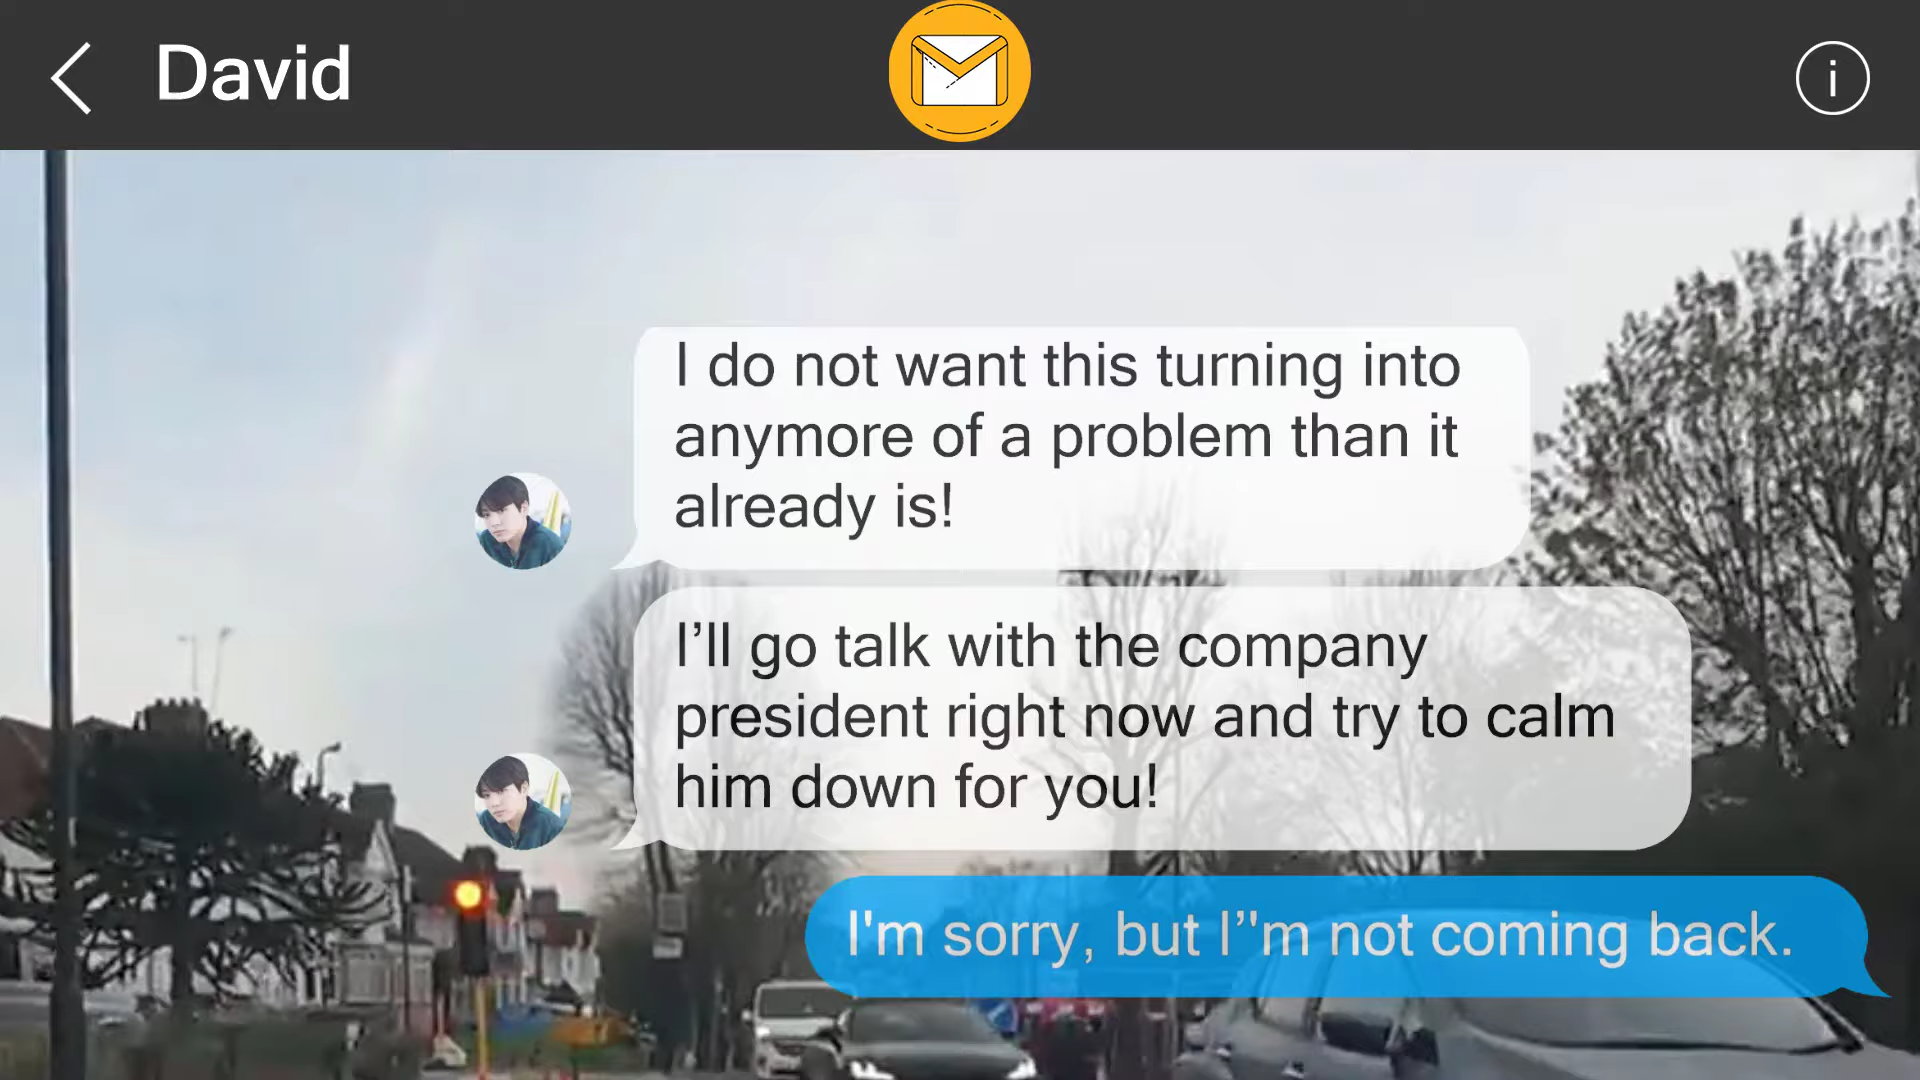 David
i
I do not want this turning into
anymore of a problem than it
already is!
I’ll go talk with the company
president right now and try to calm
him down for you!
I'm sorry, but I”m not coming back.